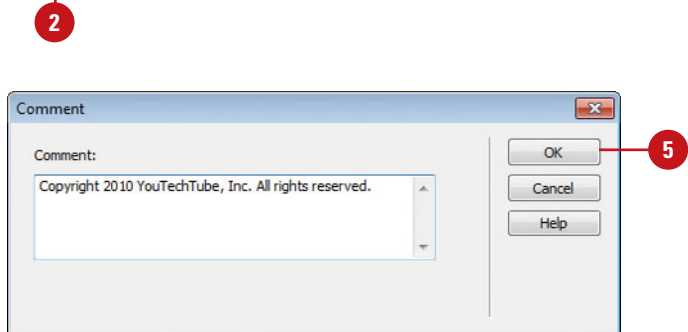 2
Comment
Comment:
Copyright 2010 YouTechTube, Inc. All rights reserved.
OK
5
Cancel
Help